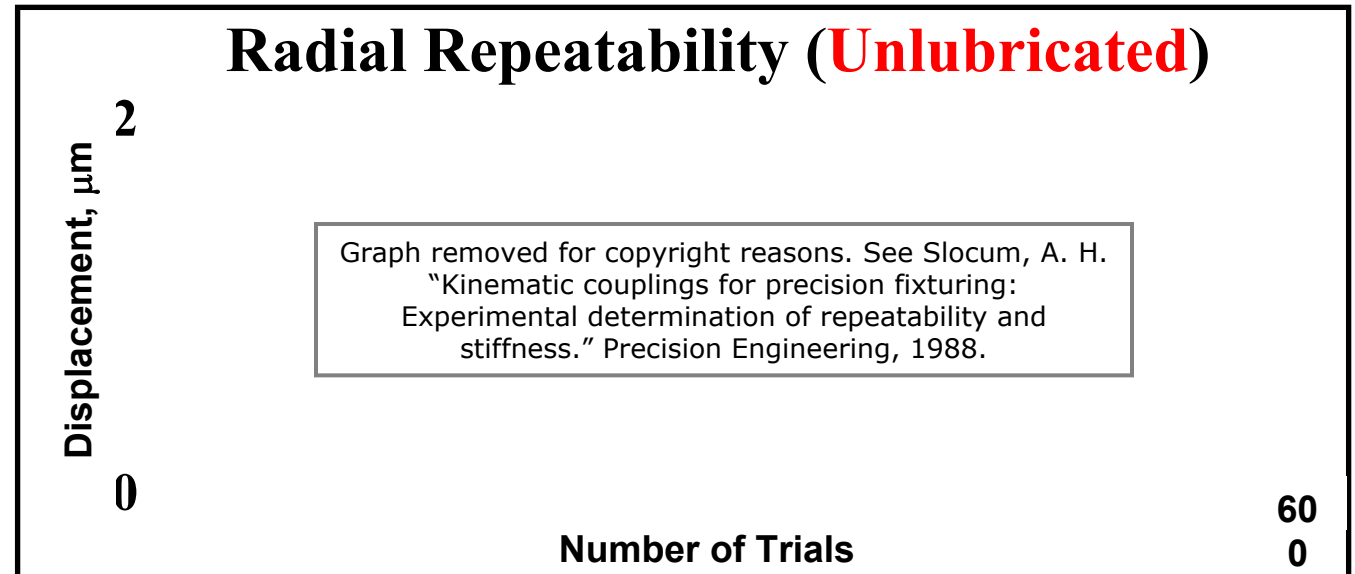 Radial Repeatability (Unlubricated)
2
Displacement, μm
Graph removed for copyright reasons. See Slocum, A. H.
“Kinematic couplings for precision fixturing:
Experimental determination of repeatability and
stiffness.” Precision Engineering, 1988.
0
60
0
Number of Trials